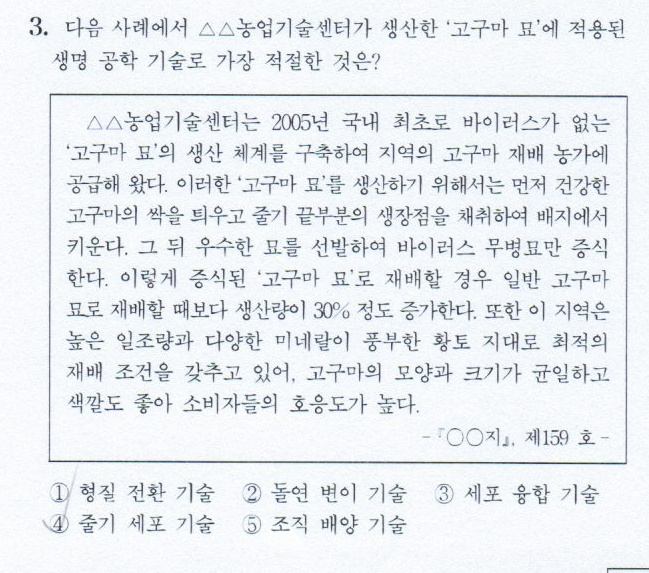 3. 다음 사례에서 △△농업기술센터가 생산한 '고구마 묘'에 적용된
생명 공학 기술로 가장 적절한 것은?
△△농업기술센터는 2005년 국내 최초로 바이러스가 없는
'고구마 묘'의 생산 체계를 구축하여 지역의 고구마 재배 농가에
공급해 왔다. 이러한 '고구마 묘'를 생산하기 위해서는 먼저 건강한
고구마의 싹을 틔우고 줄기 끝부분의 생장점을 채취하여 배지에서
키운다. 그 뒤 우수한 묘를 선발하여 바이러스 무병묘만 증식
한다. 이렇게 증식된 '고구마 묘'로 재배할 경우 일반 고구마
묘로 재배할 때보다 생산량이 30% 정도 증가한다. 또한 이 지역은
높은 일조량과 다양한 미네랄이 풍부한 황토 지대로 최적의
재배 조건을 갖추고 있어, 고구마의 모양과 크기가 균일하고
색깔도 좋아 소비자들의 호응도가 높다.
-『○○지』, 제159 호-
① 형질 전환 기술 ② 돌연 변이 기술 ③ 세포 융합 기술
④ 줄기 세포 기술 ⑤ 조직 배양 기술